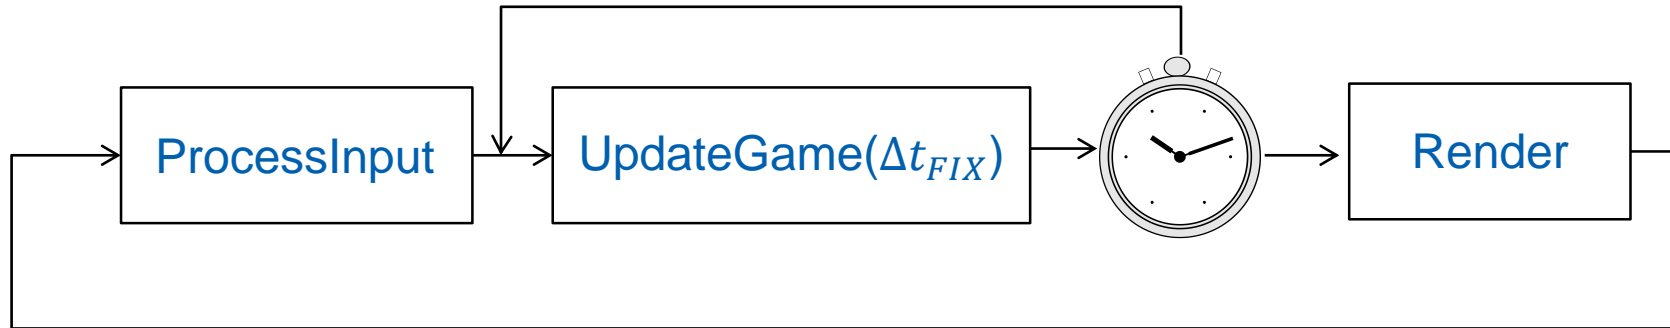 ProcessInput
UpdateGame(Δt_FIX)
Render